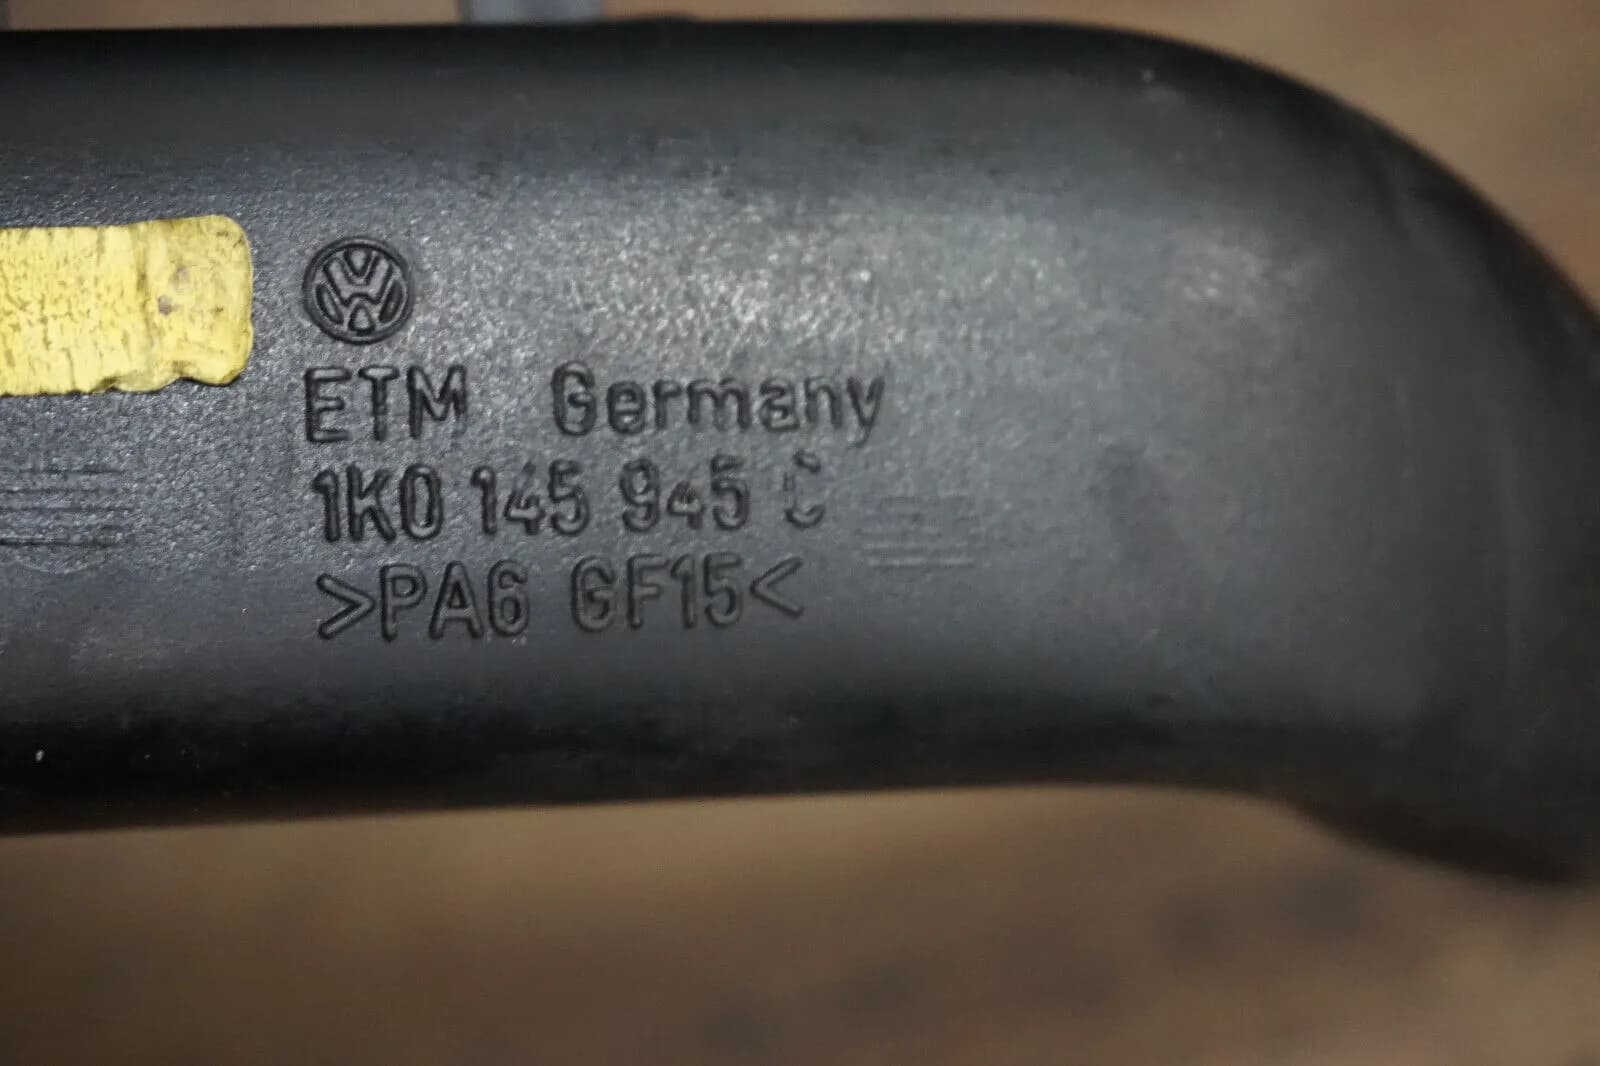 ETM Germany
1K0 145 945 C
>PA6 GF15<